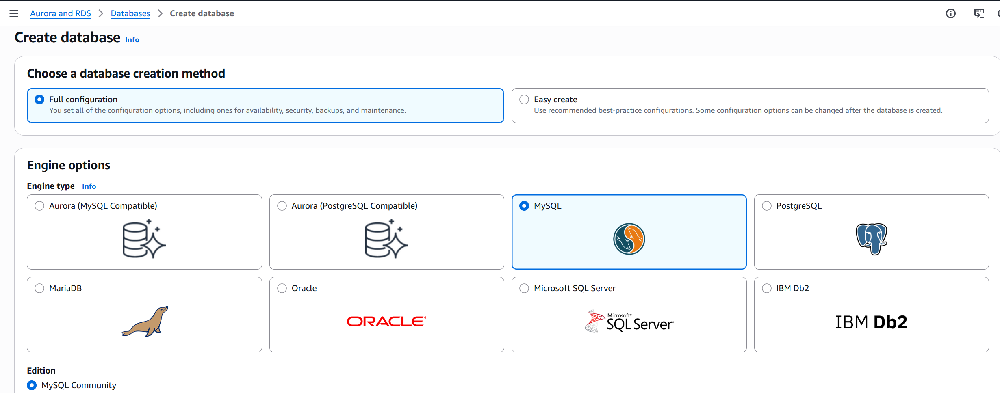 Aurora and RDS > Databases > Create database
Create database Info
Choose a database creation method
Full configuration
You set all of the configuration options, including ones for availability, security, backups, and maintenance.
Easy create
Use recommended best-practice configurations. Some configuration options can be changed after the database is created.
Engine options
Engine type Info
Aurora (MySQL Compatible)
Aurora (PostgreSQL Compatible)
MySQL
PostgreSQL
MariaDB
Oracle
ORACLE®
Microsoft SQL Server
Microsoft®
SQL Server®
IBM Db2
IBM Db2
Edition
MySQL Community